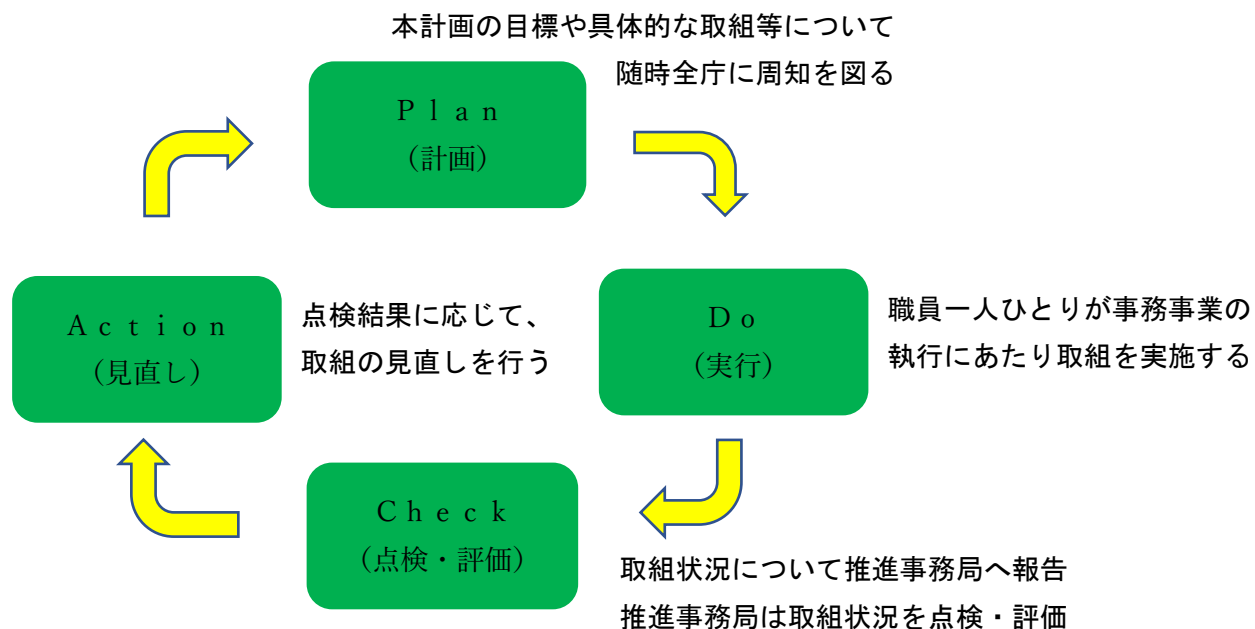 本計画の目標や具体的な取組等について
随時全庁に周知を図る
Ｐｌａｎ
（計画）
Ａｃｔｉｏｎ
（見直し）
点検結果に応じて、
取組の見直しを行う
Ｄｏ
（実行）
職員一人ひとりが事務事業の
執行にあたり取組を実施する
Ｃｈｅｃｋ
（点検・評価）
取組状況について推進事務局へ報告
推進事務局は取組状況を点検・評価